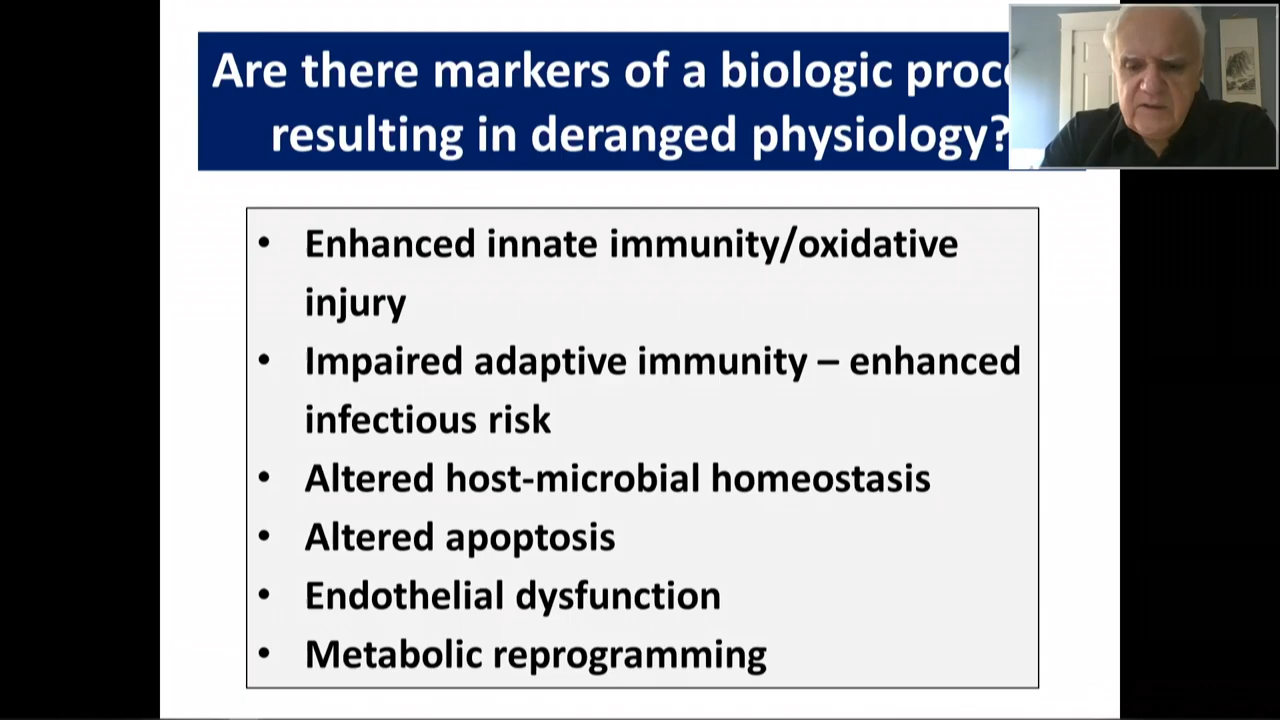 Are there markers of a biologic proc
resulting in deranged physiology?
• Enhanced innate immunity/oxidative
injury
• Impaired adaptive immunity – enhanced
infectious risk
• Altered host-microbial homeostasis
• Altered apoptosis
• Endothelial dysfunction
• Metabolic reprogramming